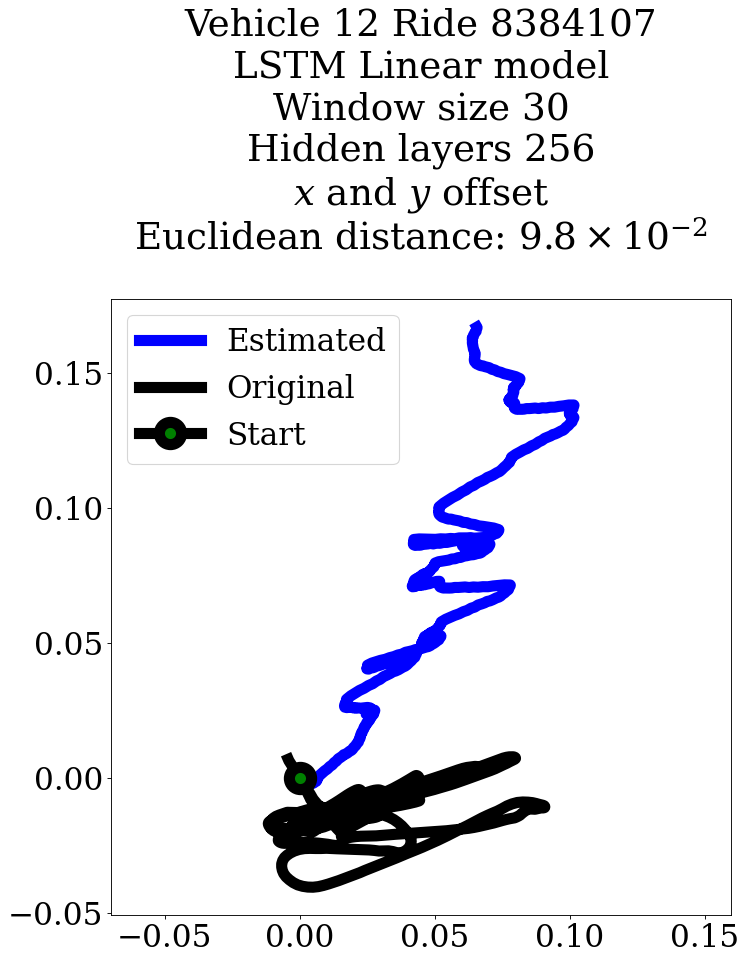 Vehicle 12 Ride 8384107
LSTM Linear model
Window size 30
Hidden layers 256
x and y offset
Euclidean distance: 9.8 × 10⁻²
Estimated
Original
Start
0.15
0.10
0.05
0.00
−0.05
−0.05 0.00 0.05 0.10 0.15